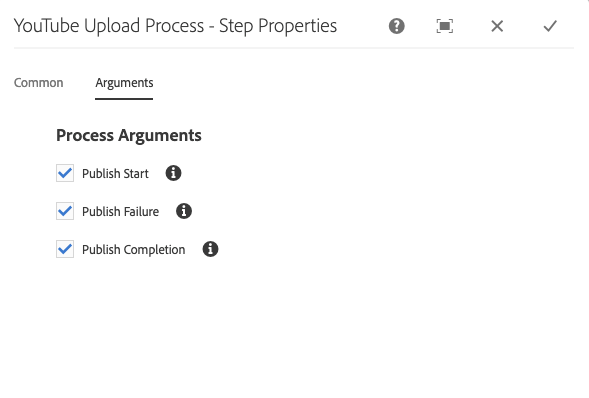 YouTube Upload Process - Step Properties
Common Arguments
Process Arguments
Publish Start
Publish Failure
Publish Completion